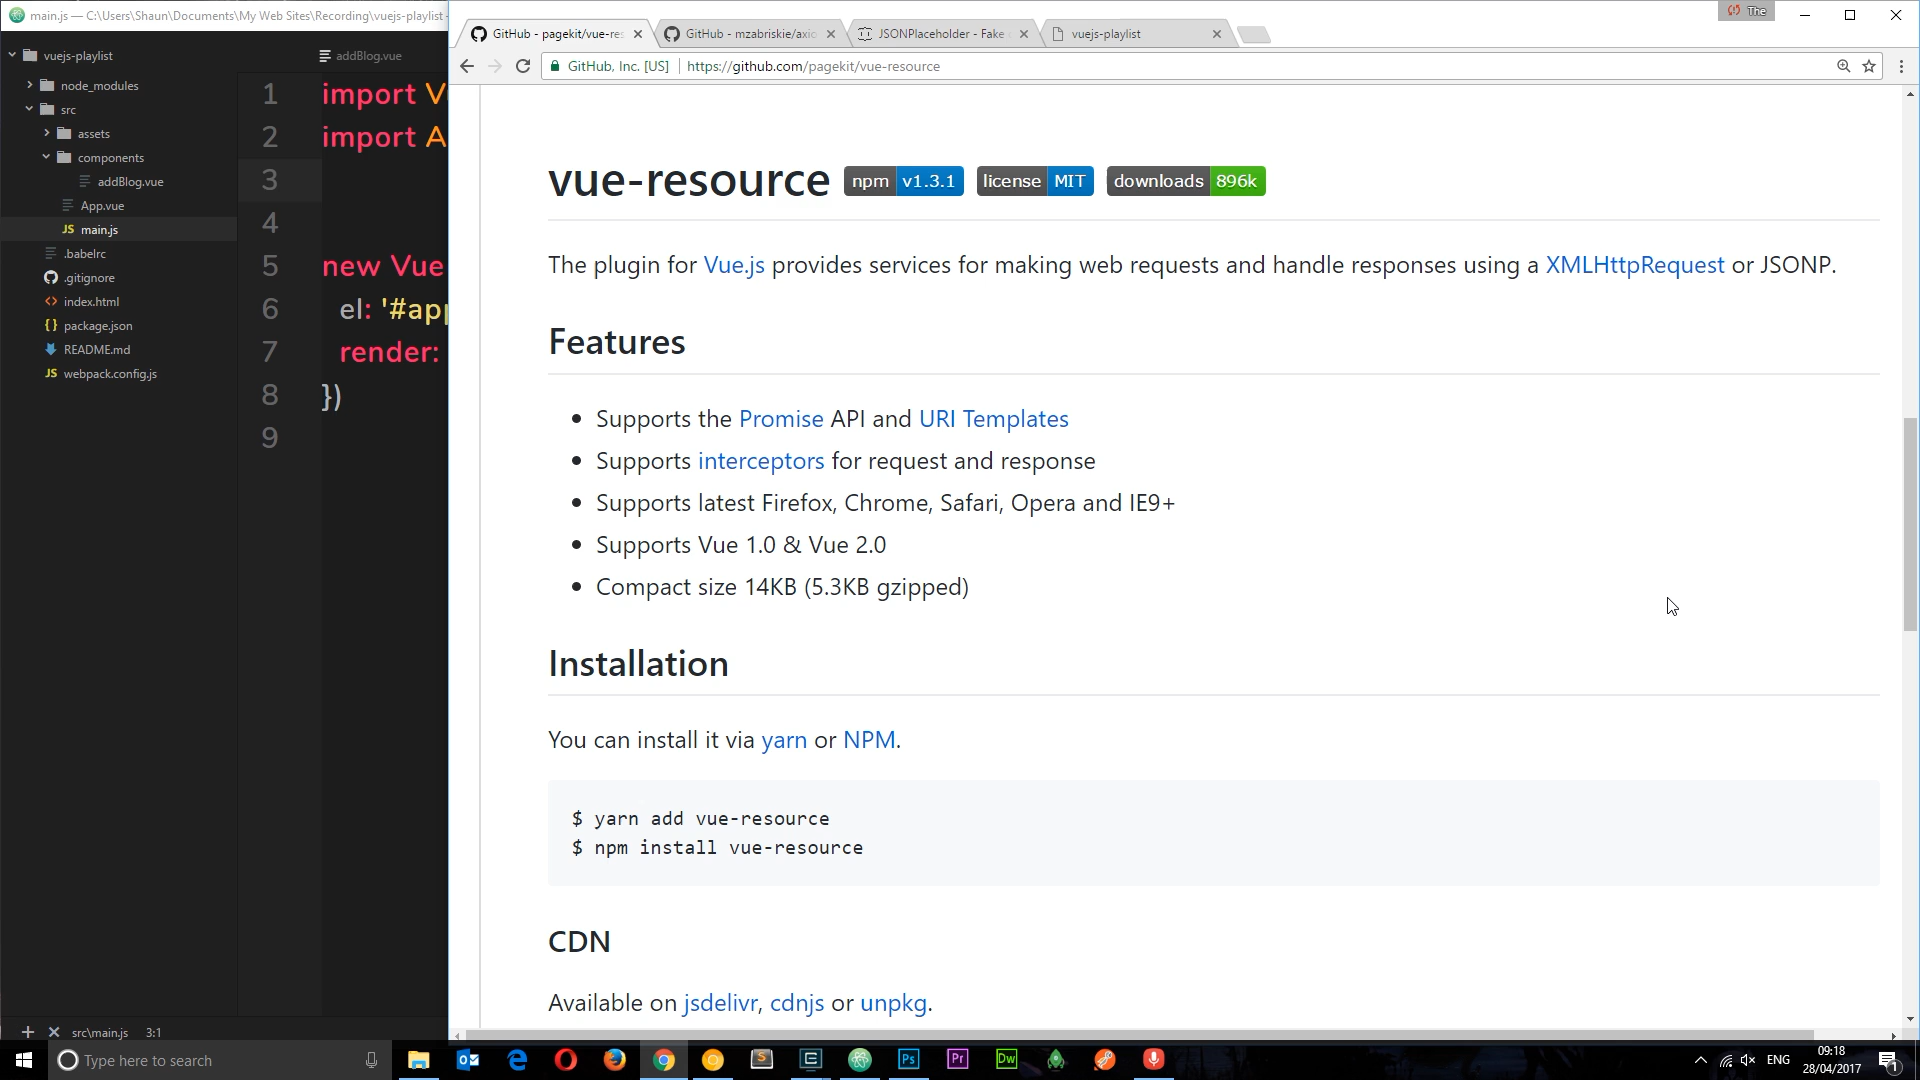 main.js — C:\Users\Shaun\Documents\My Web Sites\Recording\vuejs-playlist -
The
GitHub - pagekit/vue-res
GitHub - mzabriskie/axio
JSONPlaceholder - Fake
vuejs-playlist
GitHub, Inc. [US] https://github.com/pagekit/vue-resource
vuejs-playlist
node_modules
src
assets
components
addBlog.vue
App.vue
JS main.js
.babelrc
.gitignore
index.html
package.json
README.md
JS webpack.config.js
addBlog.vue
1 import V
2 import A
3
4
5 new Vue
6 el: '#app
7 render:
8 })
9
vue-resource npm v1.3.1 license MIT downloads 896k
The plugin for Vue.js provides services for making web requests and handle responses using a XMLHttpRequest or JSONP.
Features
• Supports the Promise API and URI Templates
• Supports interceptors for request and response
• Supports latest Firefox, Chrome, Safari, Opera and IE9+
• Supports Vue 1.0 & Vue 2.0
• Compact size 14KB (5.3KB gzipped)
Installation
You can install it via yarn or NPM.
$ yarn add vue-resource
$ npm install vue-resource
CDN
Available on jsdelivr, cdnjs or unpkg.
src\main.js 3:1
Type here to search
Ps
Pr
Dw
ENG
09:18
28/04/2017
1